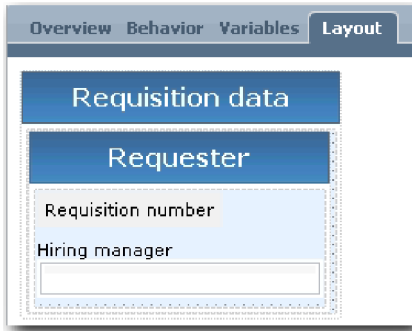 Overview Behavior Variables Layout
Requisition data
Requester
Requisition number
Hiring manager